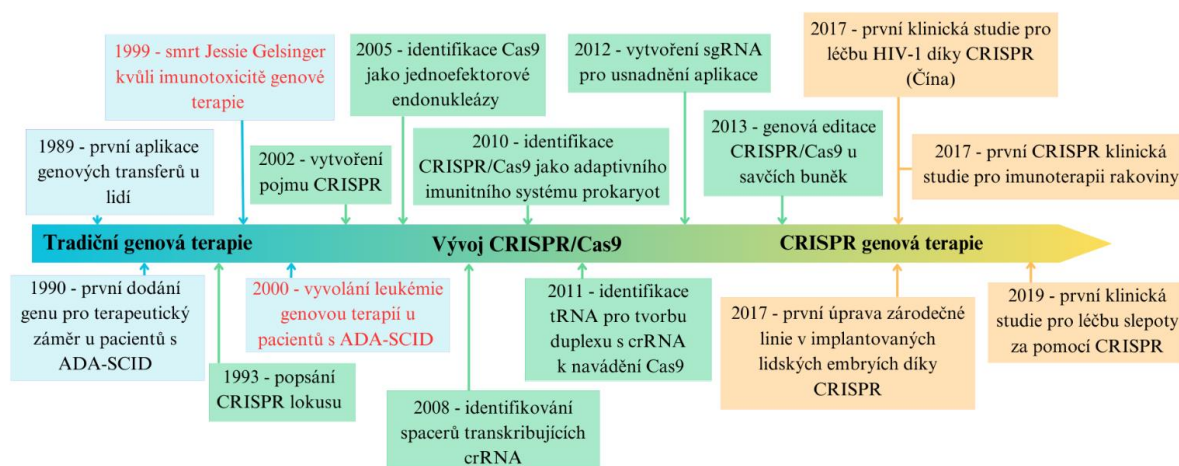 1999 - smrt Jessie Gelsinger
kvůli imunotoxicitě genové
terapie
2005 - identifikace Cas9
jako jednoefektorové
endonukleázy
2012 - vytvoření sgRNA
pro usnadnění aplikace
2017 - první klinická studie pro
léčbu HIV-1 díky CRISPR
(Čína)
1989 - první aplikace
genových transferů u
lidí
2002 - vytvoření
pojmu CRISPR
2010 - identifikace
CRISPR/Cas9 jako adaptivního
imunitního systému prokaryot
2013 - genová editace
CRISPR/Cas9 u
savčích buněk
2017 - první CRISPR klinická
studie pro imunoterapii rakoviny
Tradiční genová terapie
Vývoj CRISPR/Cas9
CRISPR genová terapie
1990 - první dodání
genu pro terapeutický
záměr u pacientů s
ADA-SCID
1993 - popsání
CRISPR lokusu
2000 - vyvolání leukémie
genovou terapií u
pacientů s ADA-SCID
2008 - identifikování
spacerů transkribujících
crRNA
2011 - identifikace
tRNA pro tvorbu
duplexu s crRNA
k navádění Cas9
2017 - první úprava zárodečné
linie v implantovaných
lidských embryích díky
CRISPR
2019 - první klinická
studie pro léčbu slepoty
za pomocí CRISPR